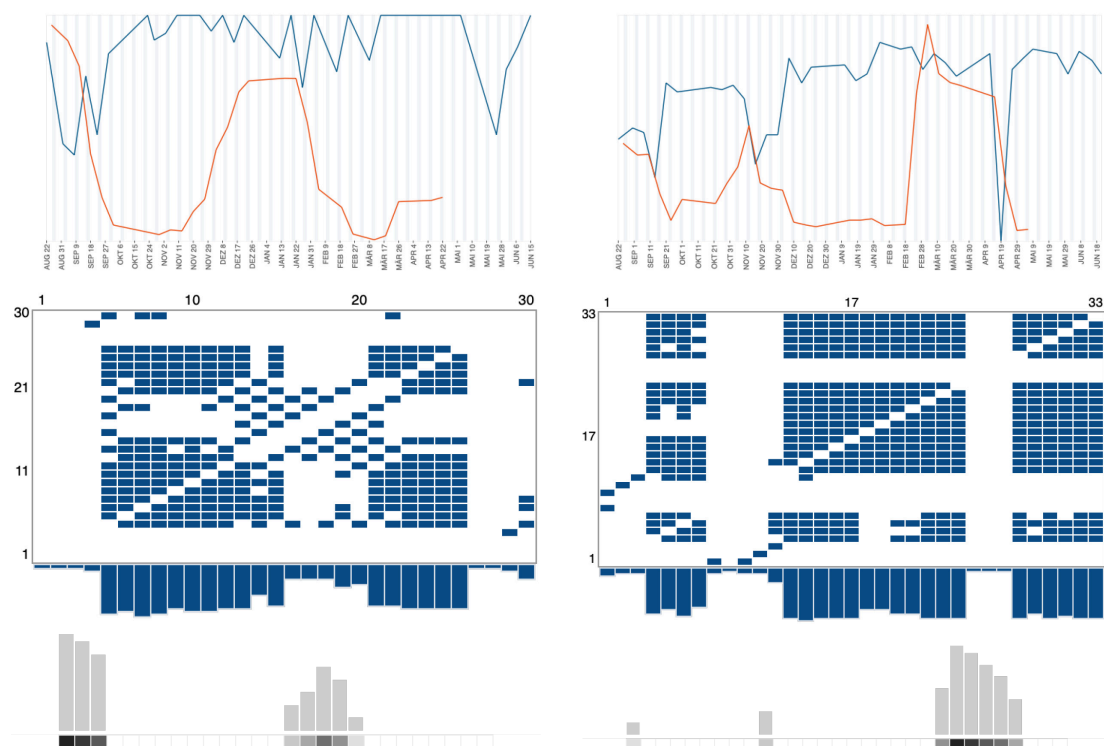 AUG 22
AUG 31
SEP 9
SEP 18
SEP 27
OKT 6
OKT 15
OKT 24
NOV 2
NOV 11
NOV 20
NOV 29
DEZ 8
DEZ 17
DEZ 26
JAN 4
JAN 13
JAN 22
JAN 31
FEB 9
FEB 18
FEB 27
MÄR 8
MÄR 17
MÄR 26
APR 4
APR 13
APR 22
MAI 1
MAI 19
MAI 28
JUN 6
JUN 15
AUG 22
SEP 1
SEP 11
SEP 21
OKT 1
OKT 11
OKT 21
OKT 31
NOV 10
NOV 20
NOV 30
DEZ 10
DEZ 20
DEZ 30
JAN 9
JAN 19
JAN 29
FEB 8
FEB 18
FEB 28
MÄR 10
MÄR 20
MÄR 30
APR 9
APR 19
APR 29
MAI 9
MAI 19
MAI 29
JUN 8
JUN 18
1 10 20 30
30
21
11
1
1 17 33
33
17
1